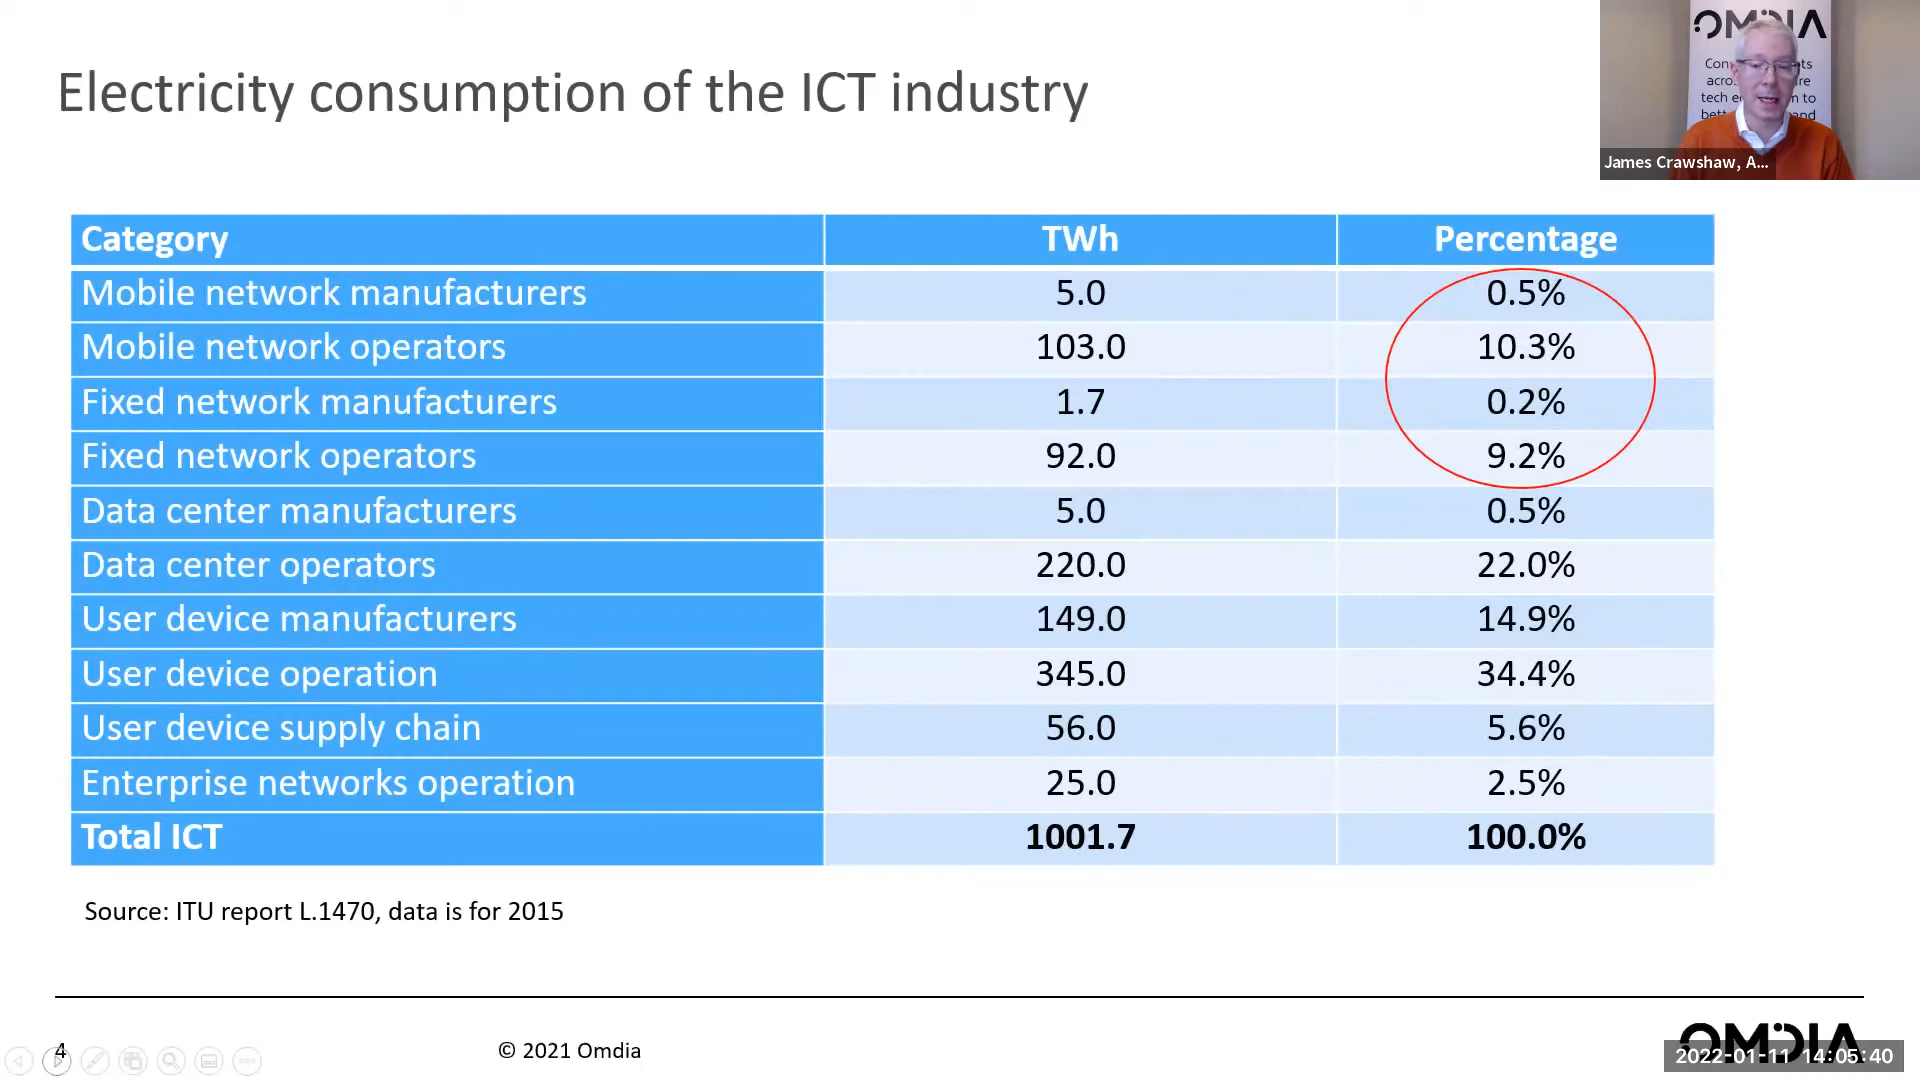 Electricity consumption of the ICT industry
OMDIA
tech
to
James Crawshaw, A...
Category TWh Percentage
Mobile network manufacturers 5.0 0.5%
Mobile network operators 103.0 10.3%
Fixed network manufacturers 1.7 0.2%
Fixed network operators 92.0 9.2%
Data center manufacturers 5.0 0.5%
Data center operators 220.0 22.0%
User device manufacturers 149.0 14.9%
User device operation 345.0 34.4%
User device supply chain 56.0 5.6%
Enterprise networks operation 25.0 2.5%
Total ICT 1001.7 100.0%
Source: ITU report L.1470, data is for 2015
4
© 2021 Omdia
OMDIA
2022-01-11 14:05:40